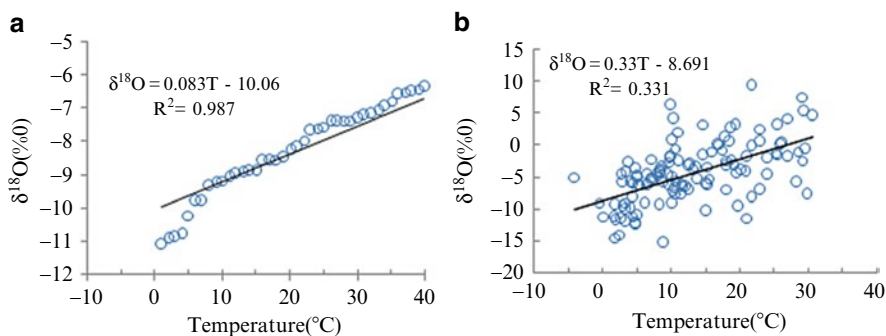 a
δ18O = 0.083T - 10.06
R2 = 0.987
δ18O(%0)
−5
−6
−7
−8
−9
−10
−11
−12
−10
0
10
20
30
40
Temperature(°C)
b
δ18O = 0.33T - 8.691
R2 = 0.331
δ18O(%0)
15
10
5
0
−5
−10
−15
−20
−10
0
10
20
30
40
Temperature(°C)